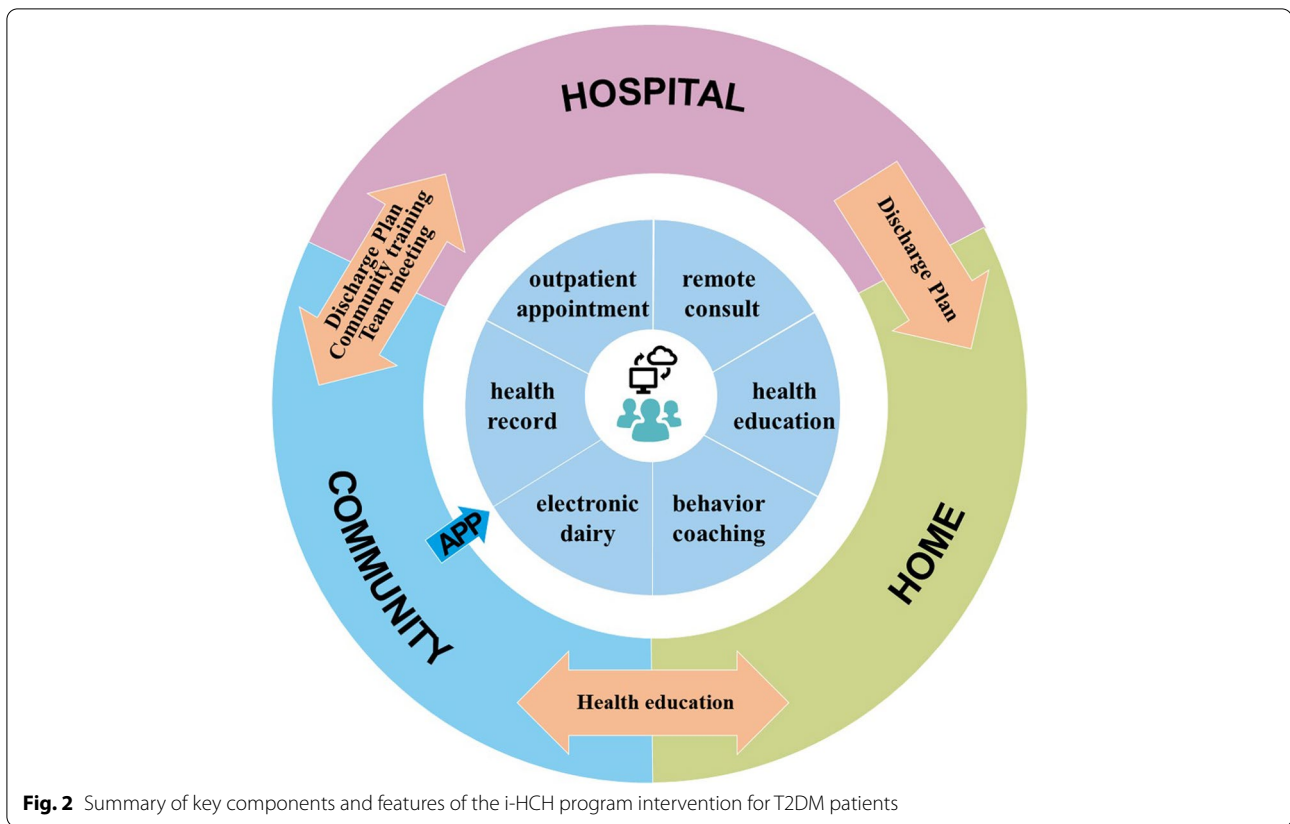 HOSPITAL
Discharge Plan
Community training
Team meeting
Discharge Plan
outpatient
appointment
remote
consult
health
record
health
education
electronic
dairy
behavior
coaching
APP
COMMUNITY
HOME
Health education
Fig. 2 Summary of key components and features of the i-HCH program intervention for T2DM patients